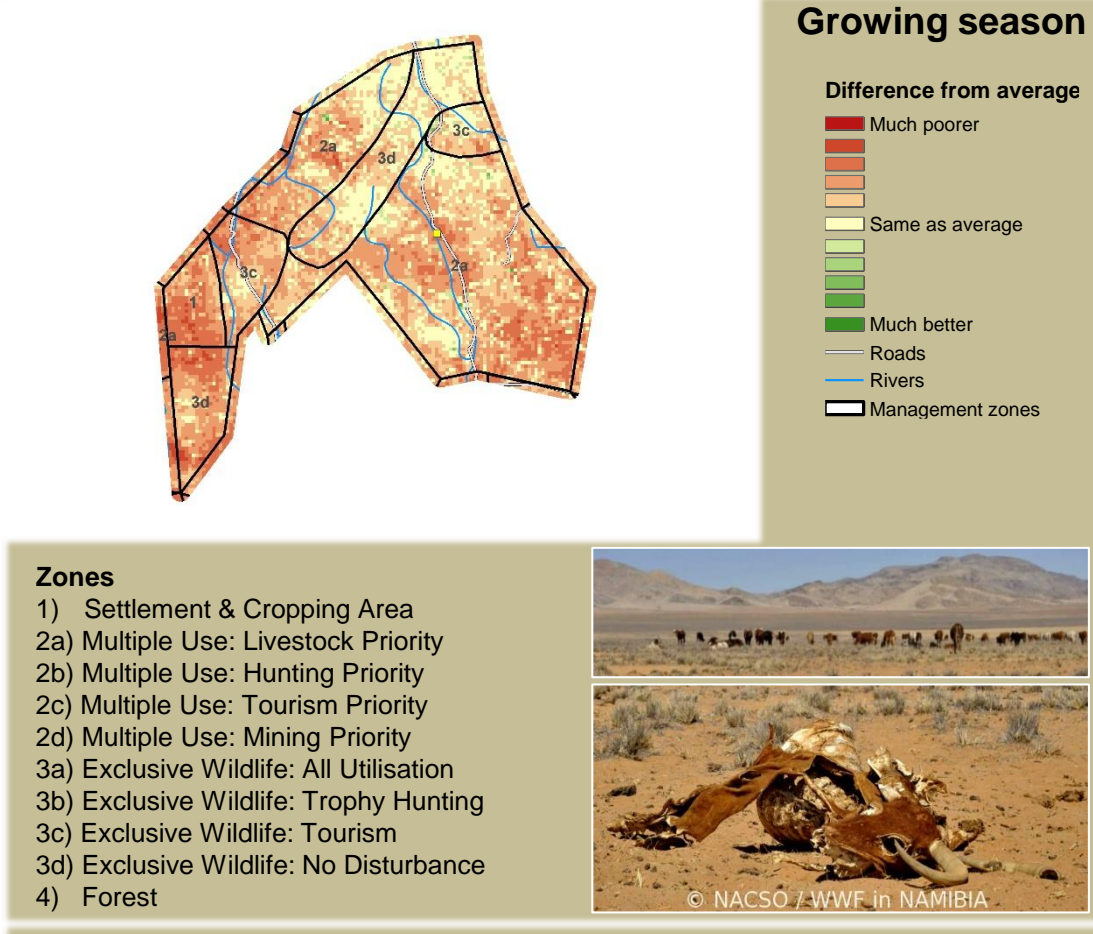 Growing season
Difference from average
Much poorer
Same as average
Much better
Roads
Rivers
Management zones
3c
2a
3d
2a
3c
1
2a
3d
Zones
1) Settlement & Cropping Area
2a) Multiple Use: Livestock Priority
2b) Multiple Use: Hunting Priority
2c) Multiple Use: Tourism Priority
2d) Multiple Use: Mining Priority
3a) Exclusive Wildlife: All Utilisation
3b) Exclusive Wildlife: Trophy Hunting
3c) Exclusive Wildlife: Tourism
3d) Exclusive Wildlife: No Disturbance
4) Forest
© NACSO / WWF in NAMIBIA